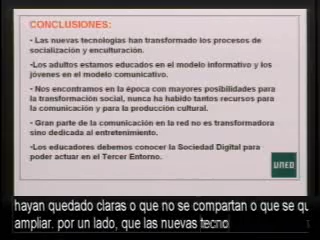 CONCLUSIONES:
- Las nuevas tecnologías han transformado los procesos de
socialización y enculturación.
-Los adultos estamos educados en el modelo informativo y los
jóvenes en el modelo comunicativo.
- Nos encontramos en la época con mayores posibilidades para
la transformación social, nunca ha habido tantos recursos para
la comunicación y para la producción cultural.
- Gran parte de la comunicación en la red no es transformadora
sino dedicada al entretenimiento.
- Los educadores debemos conocer la Sociedad Digital y para
poder actuar en el Tercer Entorno.
UNED
hayan quedado claras o que no se compartan o que se qu
ampliar. por un lado, que las nuevas tecno